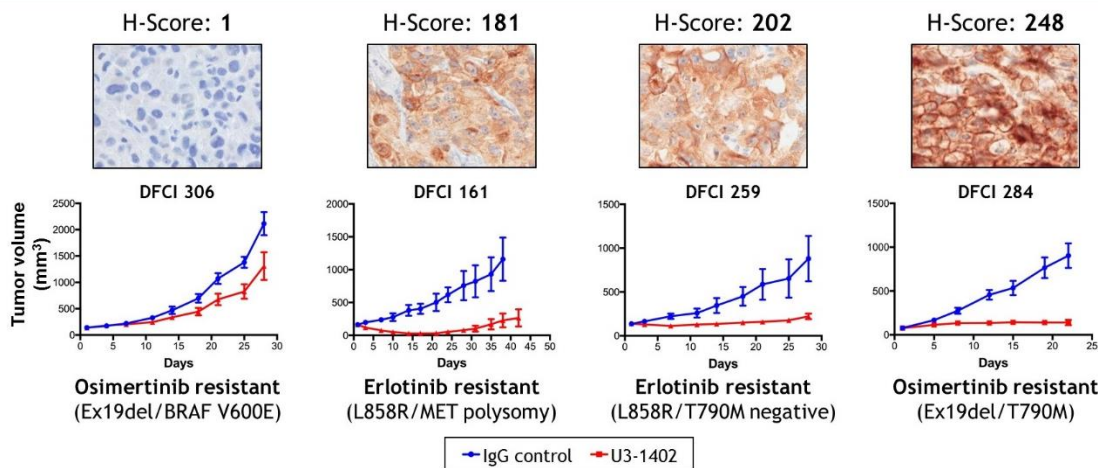 H-Score: 1
H-Score: 181
H-Score: 202
H-Score: 248
DFCI 306
DFCI 161
DFCI 259
DFCI 284
Tumor volume
(mm³)
2500
2000
1500
1000
500
0
0 5 10 15 20 25 30
Days
2000
1500
1000
500
0
0 5 10 15 20 25 30 35 40 45 50
Days
1500
1000
500
0
0 5 10 15 20 25 30
Days
1500
1000
500
0
0 5 10 15 20 25
Days
Osimertinib resistant
(Ex19del/BRAF V600E)
Erlotinib resistant
(L858R/MET polysomy)
Erlotinib resistant
(L858R/T790M negative)
Osimertinib resistant
(Ex19del/T790M)
IgG control
U3-1402